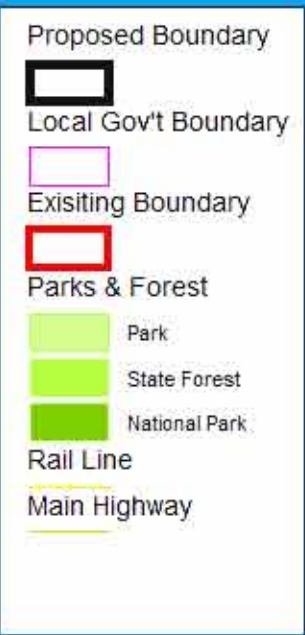 Proposed Boundary
Local Gov't Boundary
Exisiting Boundary
Parks & Forest
Park
State Forest
National Park
Rail Line
Main Highway